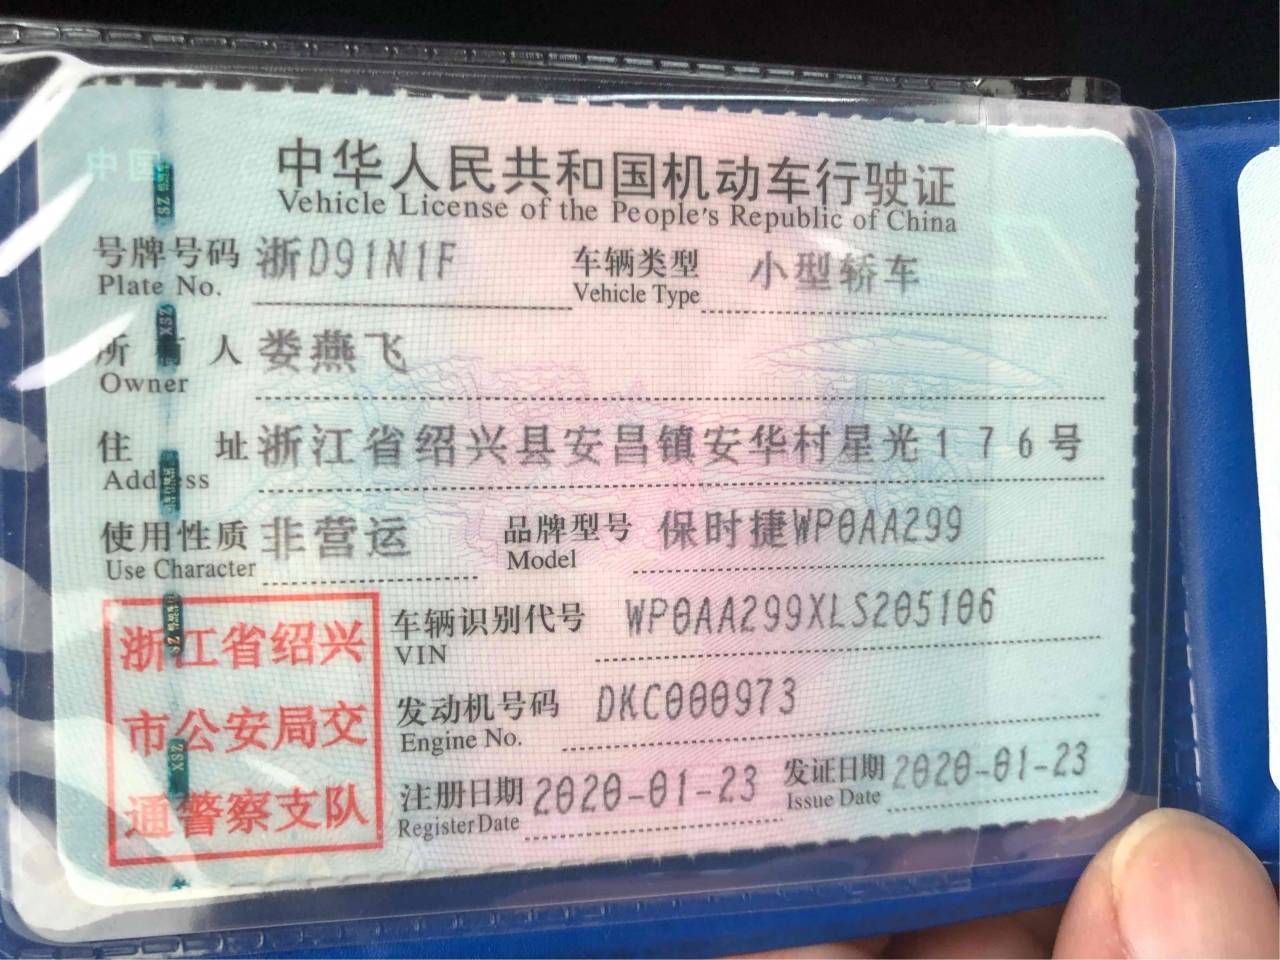 中华人民共和国机动车行驶证
Vehicle License of the People's Republic of China
号牌号码 浙D91N1F 车辆类型 小型轿车
Plate No. Vehicle Type
所有人 娄燕飞
Owner
住址 浙江省绍兴县安昌镇安华村星光176号
Address
使用性质 非营运 品牌型号 保时捷WP0AA299
Use Character Model
浙江省绍兴
市公安局交
通警察支队
车辆识别代号 WP0AA299XLS205106
VIN
发动机号码 DKC000973
Engine No.
注册日期 2020-01-23 发证日期 2020-01-23
Register Date Issue Date